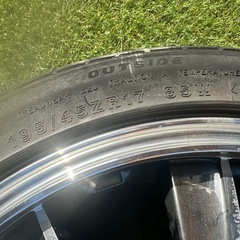 OUTSIDE
TREADWEAR 320 TRACTION A TEMPERATURE
195/45ZR17 85W